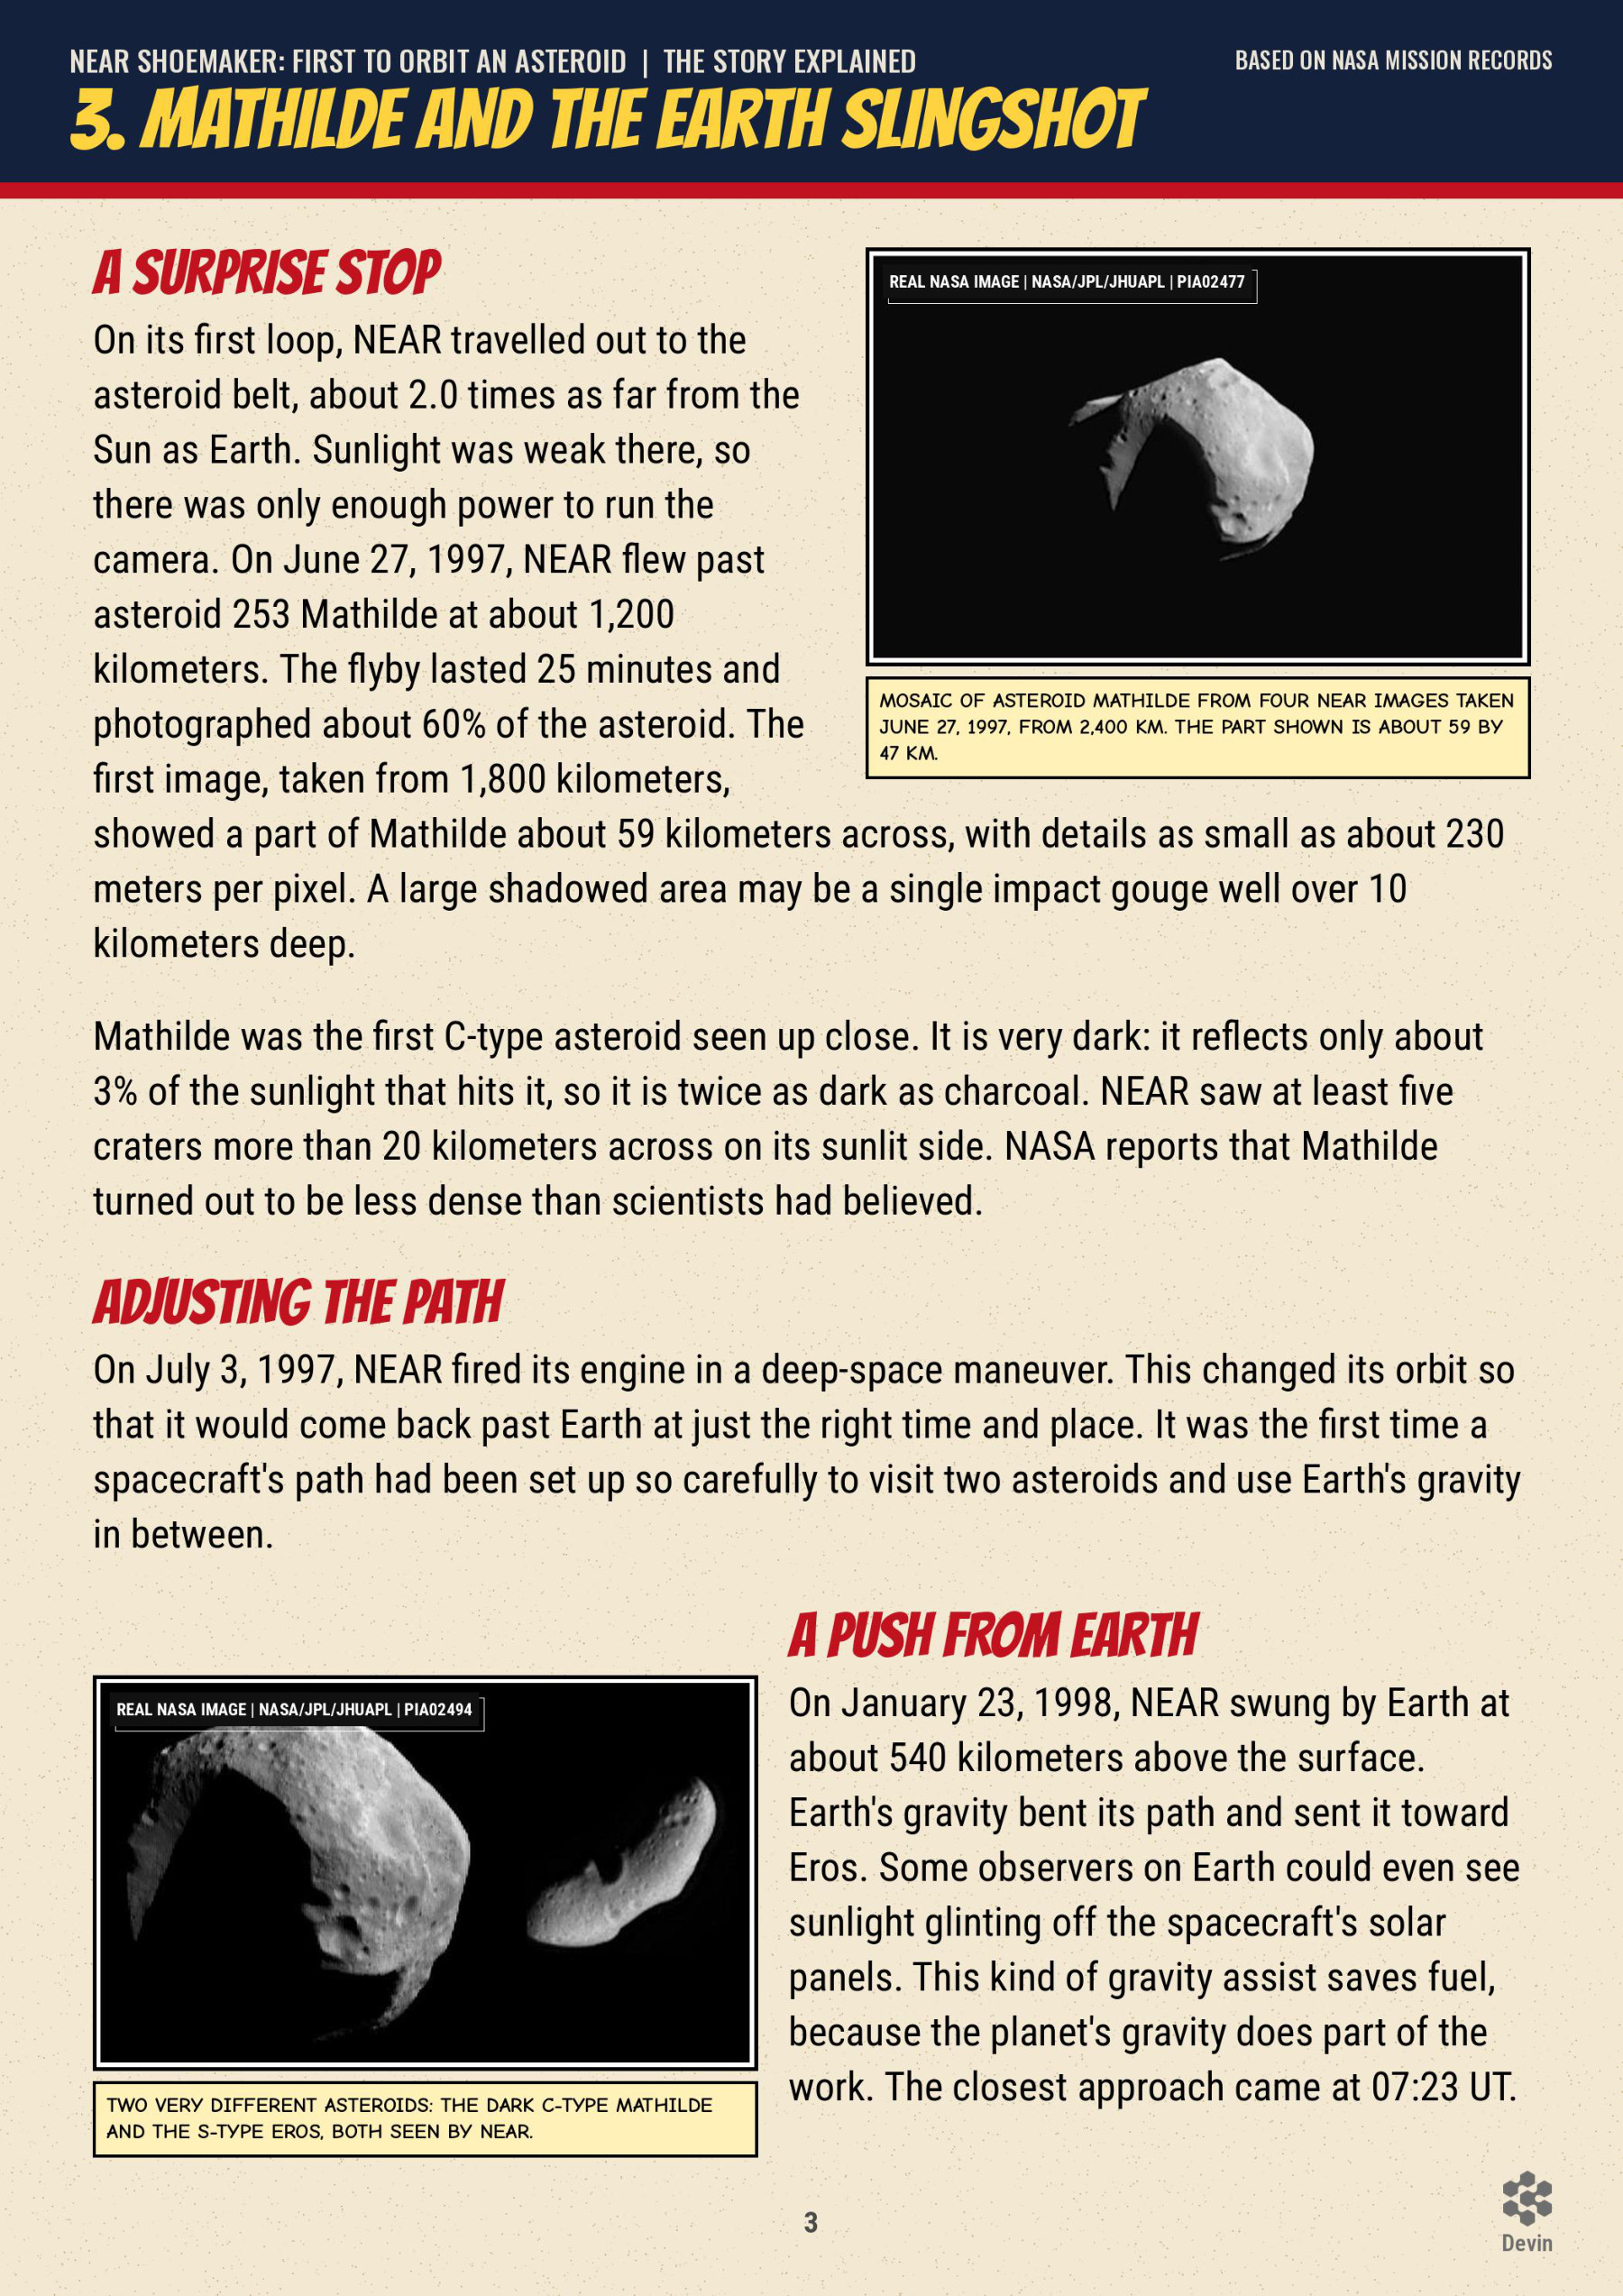 NEAR SHOEMAKER: FIRST TO ORBIT AN ASTEROID | THE STORY EXPLAINED
BASED ON NASA MISSION RECORDS
3. MATHILDE AND THE EARTH SLINGSHOT
A SURPRISE STOP
On its first loop, NEAR travelled out to the
asteroid belt, about 2.0 times as far from the
Sun as Earth. Sunlight was weak there, so
there was only enough power to run the
camera. On June 27, 1997, NEAR flew past
asteroid 253 Mathilde at about 1,200
kilometers. The flyby lasted 25 minutes and
photographed about 60% of the asteroid. The
first image, taken from 1,800 kilometers,
showed a part of Mathilde about 59 kilometers across, with details as small as about 230
meters per pixel. A large shadowed area may be a single impact gouge well over 10
kilometers deep.
REAL NASA IMAGE | NASA/JPL/JHUAPL | PIA02477
MOSAIC OF ASTEROID MATHILDE FROM FOUR NEAR IMAGES TAKEN
JUNE 27, 1997, FROM 2,400 KM. THE PART SHOWN IS ABOUT 59 BY
47 KM.
Mathilde was the first C-type asteroid seen up close. It is very dark: it reflects only about
3% of the sunlight that hits it, so it is twice as dark as charcoal. NEAR saw at least five
craters more than 20 kilometers across on its sunlit side. NASA reports that Mathilde
turned out to be less dense than scientists had believed.
ADJUSTING THE PATH
On July 3, 1997, NEAR fired its engine in a deep-space maneuver. This changed its orbit so
that it would come back past Earth at just the right time and place. It was the first time a
spacecraft's path had been set up so carefully to visit two asteroids and use Earth's gravity
in between.
REAL NASA IMAGE | NASA/JPL/JHUAPL | PIA02494
TWO VERY DIFFERENT ASTEROIDS: THE DARK C-TYPE MATHILDE
AND THE S-TYPE EROS, BOTH SEEN BY NEAR.
A PUSH FROM EARTH
On January 23, 1998, NEAR swung by Earth at
about 540 kilometers above the surface.
Earth's gravity bent its path and sent it toward
Eros. Some observers on Earth could even see
sunlight glinting off the spacecraft's solar
panels. This kind of gravity assist saves fuel,
because the planet's gravity does part of the
work. The closest approach came at 07:23 UT.
3
Devin